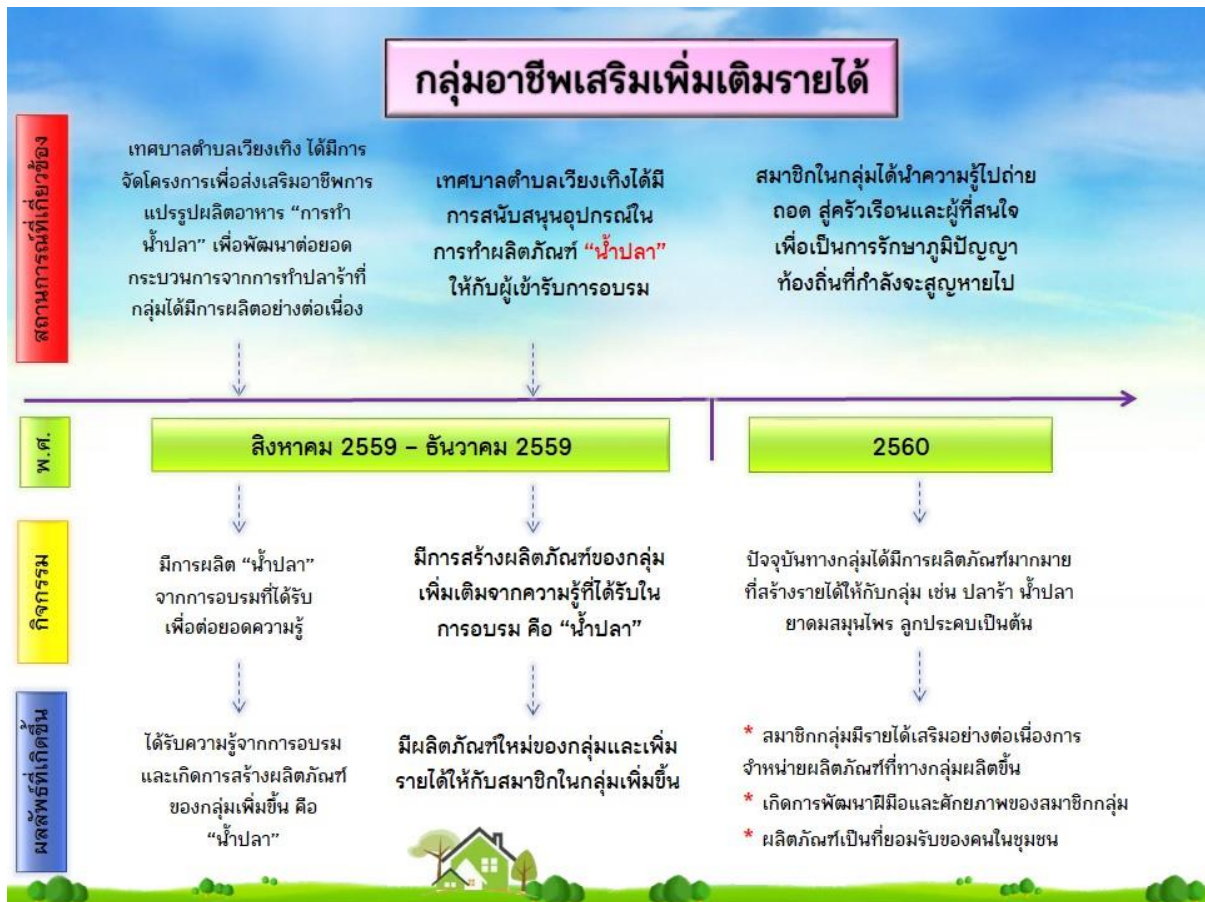 กลุ่มอาชีพเสริมเพิ่มเติมรายได้
สถานการณ์ที่เกี่ยวข้อง
เทศบาลตำบลเวียงเทิง ได้มีการ
จัดโครงการเพื่อส่งเสริมอาชีพการ
แปรรูปผลิตอาหาร “การทำ
น้ำปลา” เพื่อพัฒนาต่อยอด
กระบวนการจากการทำปลาร้าที่
กลุ่มได้มีการผลิตอย่างต่อเนื่อง
เทศบาลตำบลเวียงเทิงได้มี
การสนับสนุนอุปกรณ์ใน
การทำผลิตภัณฑ์ “น้ำปลา”
ให้กับผู้เข้ารับการอบรม
สมาชิกในกลุ่มได้นำความรู้ไปถ่าย
ถอด สู่ครัวเรือนและผู้ที่สนใจ
เพื่อเป็นการรักษาภูมิปัญญา
ท้องถิ่นที่กำลังจะสูญหายไป
พ.ศ.
สิงหาคม 2559 – ธันวาคม 2559
2560
กิจกรรม
มีการผลิต “น้ำปลา”
จากการอบรมที่ได้รับ
เพื่อต่อยอดความรู้
มีการสร้างผลิตภัณฑ์ของกลุ่ม
เพิ่มเติมจากความรู้ที่ได้รับใน
การอบรม คือ “น้ำปลา”
ปัจจุบันทางกลุ่มได้มีการผลิตภัณฑ์มากมาย
ที่สร้างรายได้ให้กับกลุ่ม เช่น ปลาร้า น้ำปลา
ยาดมสมุนไพร ลูกประคบเป็นต้น
ผลลัพธ์ที่เกิดขึ้น
ได้รับความรู้จากการอบรม
และเกิดการสร้างผลิตภัณฑ์
ของกลุ่มเพิ่มขึ้น คือ
“น้ำปลา”
มีผลิตภัณฑ์ใหม่ของกลุ่มและเพิ่ม
รายได้ให้กับสมาชิกในกลุ่มเพิ่มขึ้น
* สมาชิกกลุ่มมีรายได้เสริมอย่างต่อเนื่องการ
จำหน่ายผลิตภัณฑ์ที่ทางกลุ่มผลิตขึ้น
* เกิดการพัฒนาฝีมือและศักยภาพของสมาชิกกลุ่ม
* ผลิตภัณฑ์เป็นที่ยอมรับของคนในชุมชน